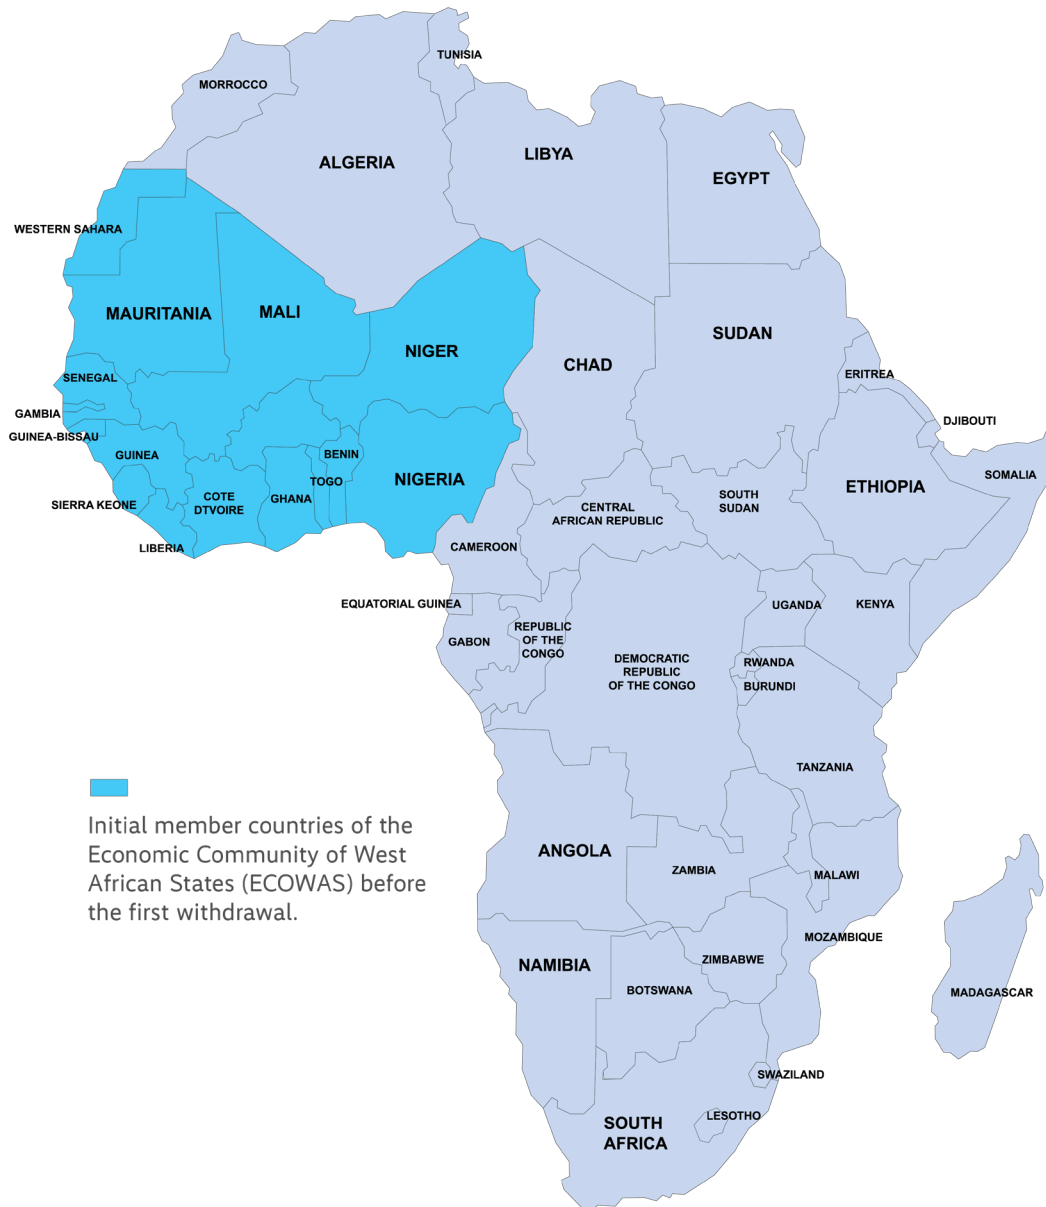 TUNISIA
MORROCCO
ALGERIA
LIBYA
EGYPT
WESTERN SAHARA
MAURITANIA
MALI
NIGER
CHAD
SUDAN
ERITREA
SENEGAL
GAMBIA
DJIBOUTI
GUINEA-BISSAU
GUINEA
BENIN
NIGERIA
TOGO
GHANA
COTE
DTVOIRE
SIERRA KEONE
LIBERIA
SOMALIA
ETHIOPIA
SOUTH
SUDAN
CENTRAL
AFRICAN REPUBLIC
CAMEROON
EQUATORIAL GUINEA
GABON
REPUBLIC
OF THE
CONGO
UGANDA
KENYA
DEMOCRATIC
REPUBLIC
OF THE CONGO
RWANDA
BURUNDI
TANZANIA
Initial member countries of the
Economic Community of West
African States (ECOWAS) before
the first withdrawal.
ANGOLA
ZAMBIA
MALAWI
MOZAMBIQUE
NAMIBIA
ZIMBABWE
BOTSWANA
MADAGASCAR
SWAZILAND
LESOTHO
SOUTH
AFRICA